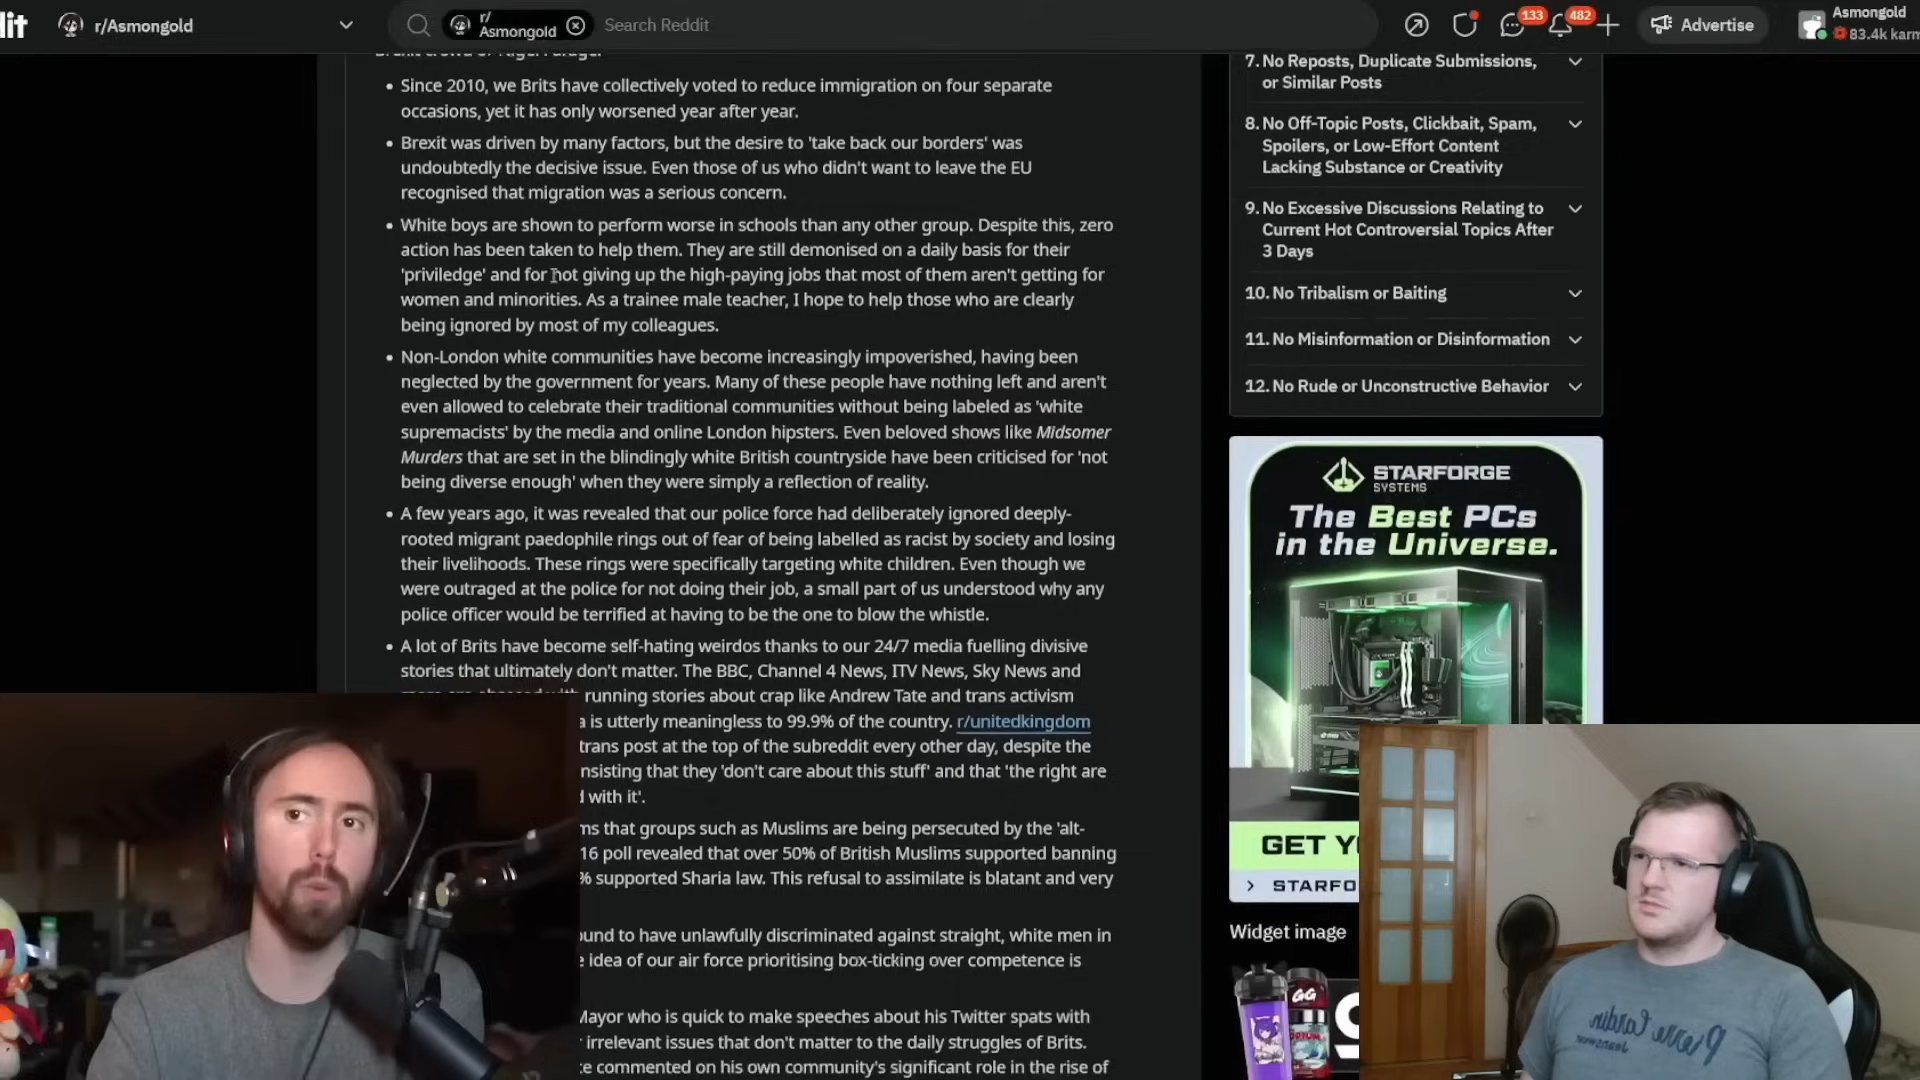 dit
r/Asmongold
r/
Asmongold
Search Reddit
133
482
Advertise
Asmongold
83.4k karm
Since 2010, we Brits have collectively voted to reduce immigration on four separate
occasions, yet it has only worsened year after year.
Brexit was driven by many factors, but the desire to 'take back our borders' was
undoubtedly the decisive issue. Even those of us who didn't want to leave the EU
recognised that migration was a serious concern.
White boys are shown to perform worse in schools than any other group. Despite this, zero
action has been taken to help them. They are still demonised on a daily basis for their
'priviledge' and for not giving up the high-paying jobs that most of them aren't getting for
women and minorities. As a trainee male teacher, I hope to help those who are clearly
being ignored by most of my colleagues.
Non-London white communities have become increasingly impoverished, having been
neglected by the government for years. Many of these people have nothing left and aren't
even allowed to celebrate their traditional communities without being labeled as 'white
supremacists' by the media and online London hipsters. Even beloved shows like Midsomer
Murders that are set in the blindingly white British countryside have been criticised for 'not
being diverse enough' when they were simply a reflection of reality.
A few years ago, it was revealed that our police force had deliberately ignored deeply-
rooted migrant paedophile rings out of fear of being labelled as racist by society and losing
their livelihoods. These rings were specifically targeting white children. Even though we
were outraged at the police for not doing their job, a small part of us understood why any
police officer would be terrified at having to be the one to blow the whistle.
A lot of Brits have become self-hating weirdos thanks to our 24/7 media fuelling divisive
stories that ultimately don't matter. The BBC, Channel 4 News, ITV News, Sky News and
running stories about crap like Andrew Tate and trans activism
is utterly meaningless to 99.9% of the country. r/unitedkingdom
trans post at the top of the subreddit every other day, despite the
nsisting that they 'don't care about this stuff' and that 'the right are
with it'.
ms that groups such as Muslims are being persecuted by the 'alt-
16 poll revealed that over 50% of British Muslims supported banning
% supported Sharia law. This refusal to assimilate is blatant and very
ound to have unlawfully discriminated against straight, white men in
idea of our air force prioritising box-ticking over competence is
Mayor who is quick to make speeches about his Twitter spats with
irrelevant issues that don't matter to the daily struggles of Brits.
commented on his own community's significant role in the rise of
7. No Reposts, Duplicate Submissions,
or Similar Posts
8. No Off-Topic Posts, Clickbait, Spam,
Spoilers, or Low-Effort Content
Lacking Substance or Creativity
9. No Excessive Discussions Relating to
Current Hot Controversial Topics After
3 Days
10. No Tribalism or Baiting
11. No Misinformation or Disinformation
12. No Rude or Unconstructive Behavior
STARFORGE
SYSTEMS
The Best PCs
in the Universe.
GET Y
STARFO
Widget image
GG